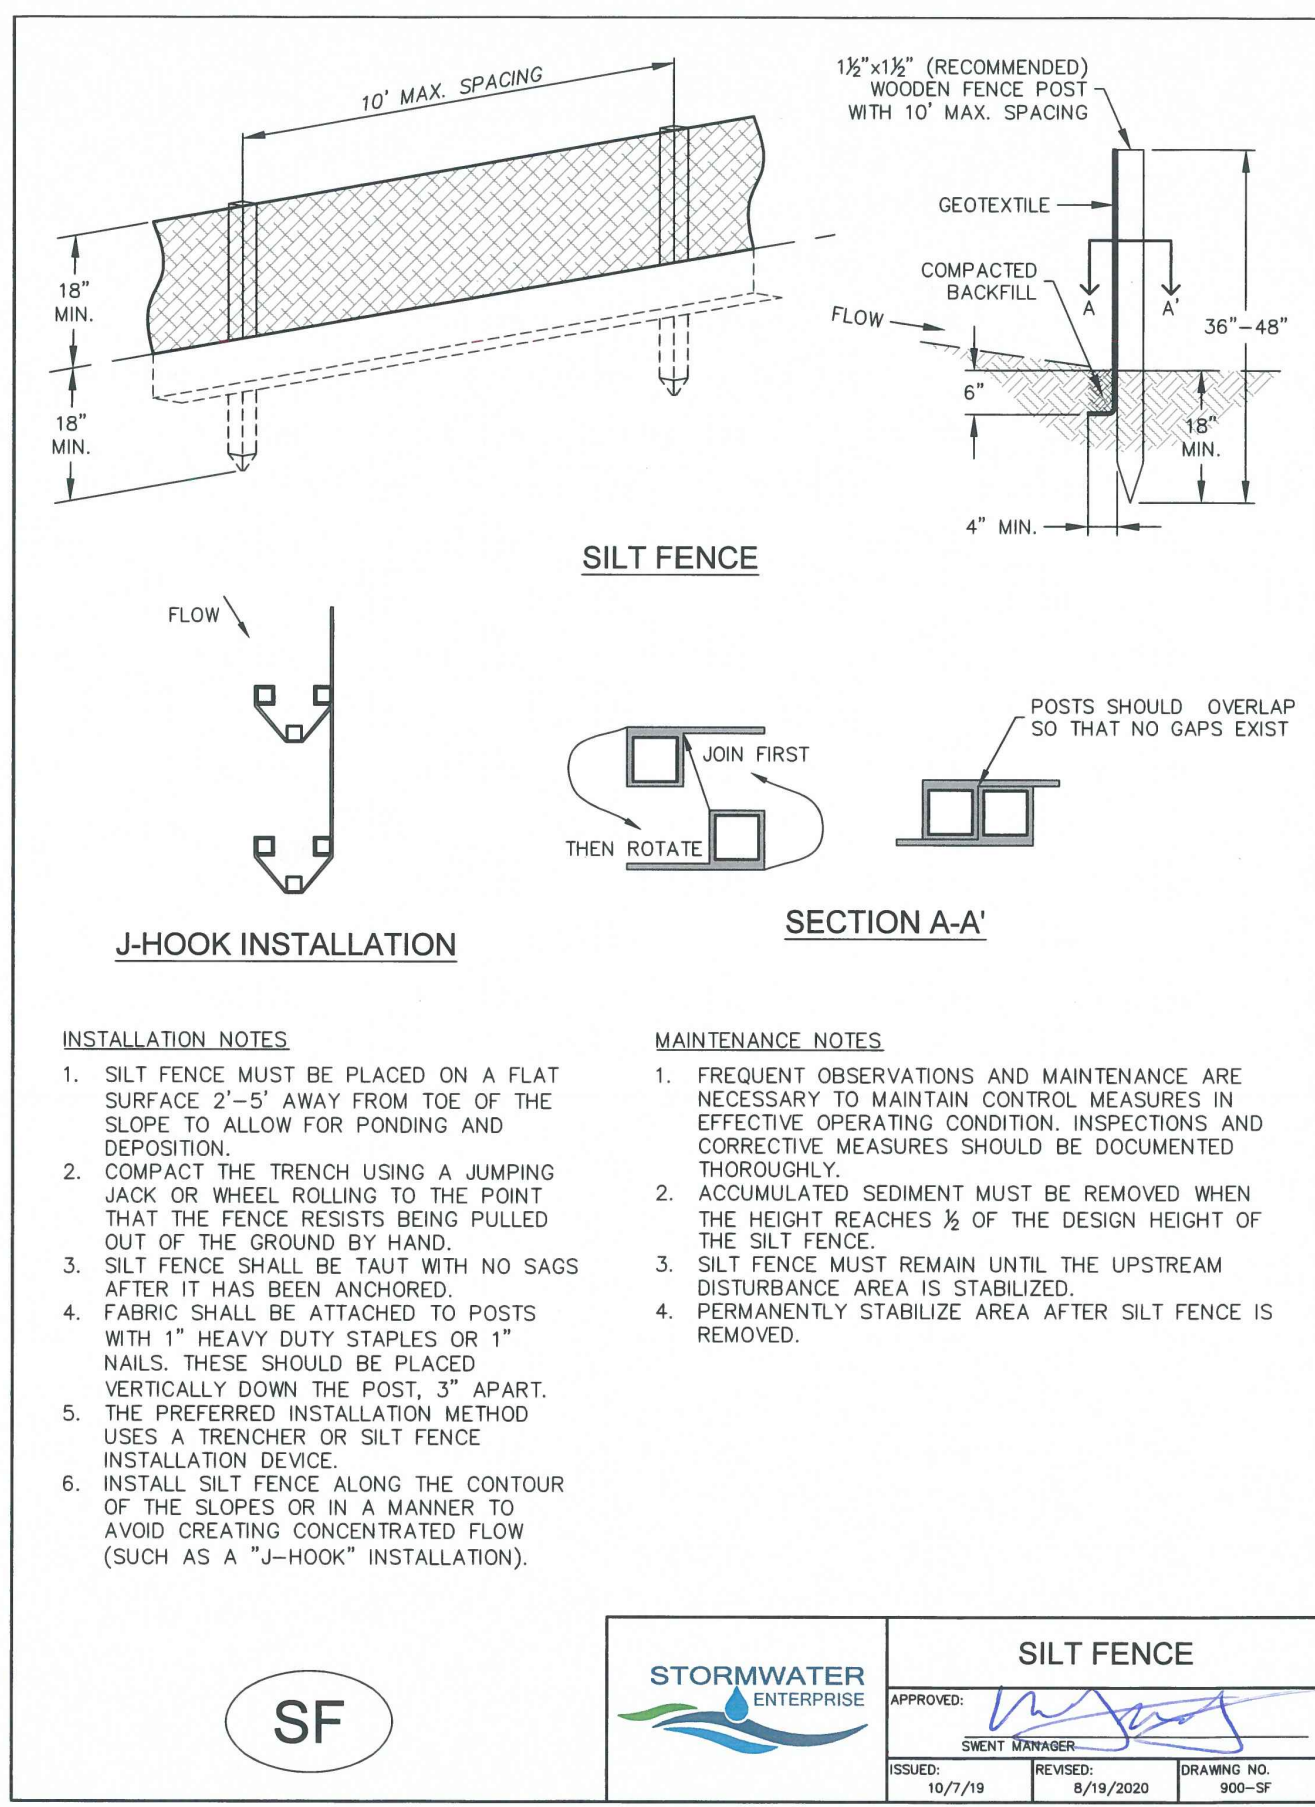 10' MAX. SPACING
18"
MIN.
18"
MIN.
1½"x1½" (RECOMMENDED)
WOODEN FENCE POST
WITH 10' MAX. SPACING
GEOTEXTILE
COMPACTED
BACKFILL
FLOW
A
A'
36"–48"
6"
18"
MIN.
4" MIN.
SILT FENCE
FLOW
J-HOOK INSTALLATION
JOIN FIRST
THEN ROTATE
POSTS SHOULD OVERLAP
SO THAT NO GAPS EXIST
SECTION A-A'
INSTALLATION NOTES
1. SILT FENCE MUST BE PLACED ON A FLAT
SURFACE 2'–5' AWAY FROM TOE OF THE
SLOPE TO ALLOW FOR PONDING AND
DEPOSITION.
2. COMPACT THE TRENCH USING A JUMPING
JACK OR WHEEL ROLLING TO THE POINT
THAT THE FENCE RESISTS BEING PULLED
OUT OF THE GROUND BY HAND.
3. SILT FENCE SHALL BE TAUT WITH NO SAGS
AFTER IT HAS BEEN ANCHORED.
4. FABRIC SHALL BE ATTACHED TO POSTS
WITH 1" HEAVY DUTY STAPLES OR 1"
NAILS. THESE SHOULD BE PLACED
VERTICALLY DOWN THE POST, 3" APART.
5. THE PREFERRED INSTALLATION METHOD
USES A TRENCHER OR SILT FENCE
INSTALLATION DEVICE.
6. INSTALL SILT FENCE ALONG THE CONTOUR
OF THE SLOPES OR IN A MANNER TO
AVOID CREATING CONCENTRATED FLOW
(SUCH AS A "J–HOOK" INSTALLATION).
MAINTENANCE NOTES
1. FREQUENT OBSERVATIONS AND MAINTENANCE ARE
NECESSARY TO MAINTAIN CONTROL MEASURES IN
EFFECTIVE OPERATING CONDITION. INSPECTIONS AND
CORRECTIVE MEASURES SHOULD BE DOCUMENTED
THOROUGHLY.
2. ACCUMULATED SEDIMENT MUST BE REMOVED WHEN
THE HEIGHT REACHES ½ OF THE DESIGN HEIGHT OF
THE SILT FENCE.
3. SILT FENCE MUST REMAIN UNTIL THE UPSTREAM
DISTURBANCE AREA IS STABILIZED.
4. PERMANENTLY STABILIZE AREA AFTER SILT FENCE IS
REMOVED.
SF
STORMWATER
ENTERPRISE
SILT FENCE
APPROVED:
SWENT MANAGER
ISSUED:
10/7/19
REVISED:
8/19/2020
DRAWING NO.
900–SF